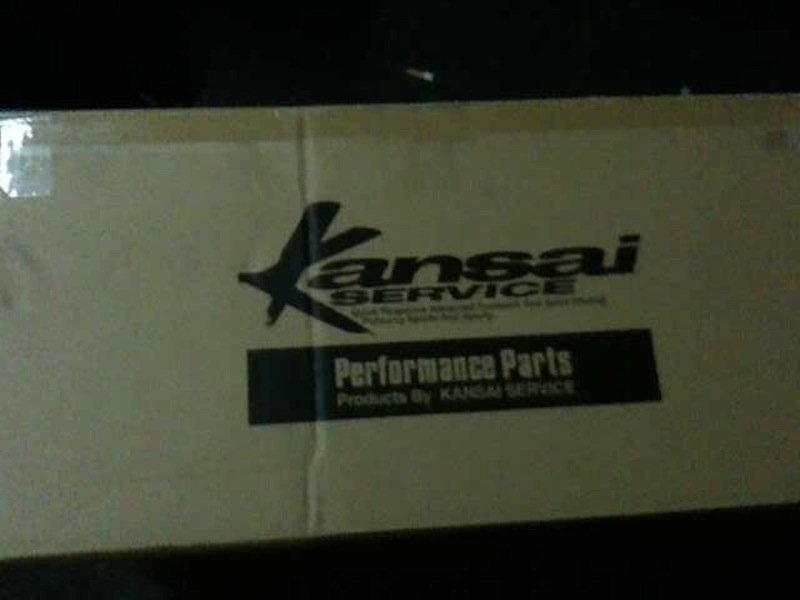 Kansai
SERVICE
Performance Parts
Products By KANSAI SERVICE